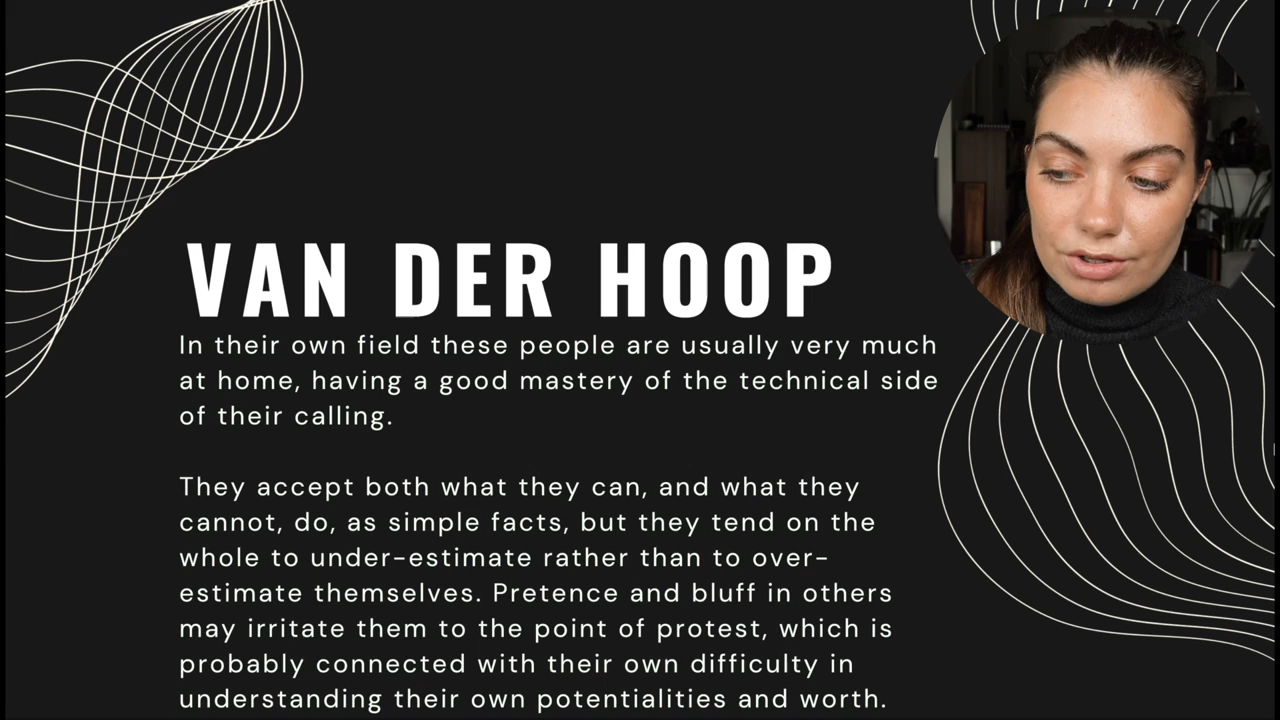 VAN DER HOOP
In their own field these people are usually very much
at home, having a good mastery of the technical side
of their calling.
They accept both what they can, and what they
cannot, do, as simple facts, but they tend on the
whole to under-estimate rather than to over-
estimate themselves. Pretence and bluff in others
may irritate them to the point of protest, which is
probably connected with their own difficulty in
understanding their own potentialities and worth.